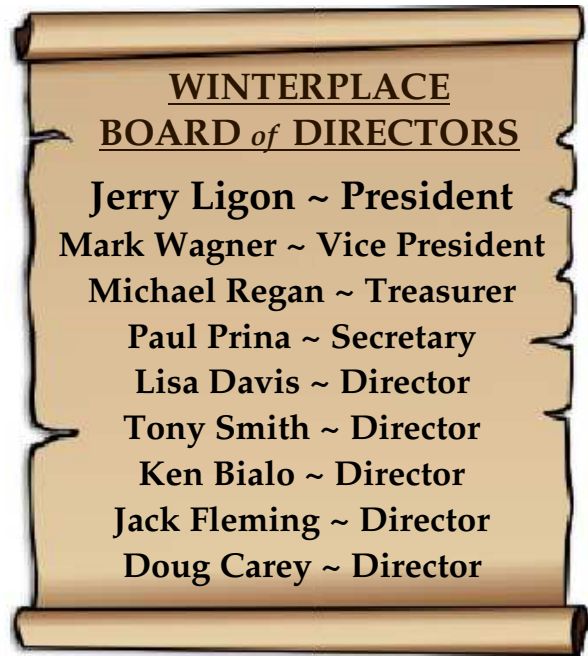 WINTERPLACE
BOARD of DIRECTORS
Jerry Ligon ~ President
Mark Wagner ~ Vice President
Michael Regan ~ Treasurer
Paul Prina ~ Secretary
Lisa Davis ~ Director
Tony Smith ~ Director
Ken Bialo ~ Director
Jack Fleming ~ Director
Doug Carey ~ Director